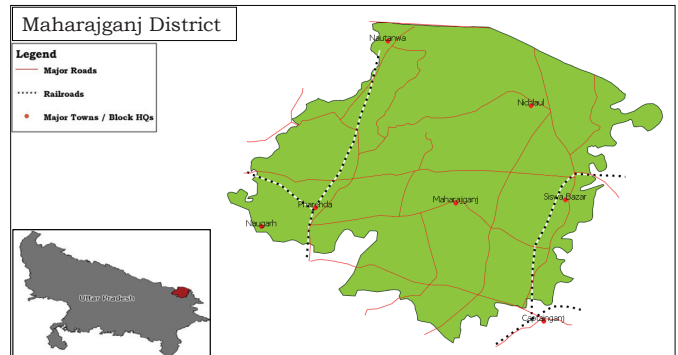 Maharajganj District
Legend
Major Roads
Railroads
Major Towns / Block HQs
Nautanwa
Nichlaul
Pharenda
Maharajganj
Siswa Bazar
Naugarh
Captainganj
Uttar Pradesh